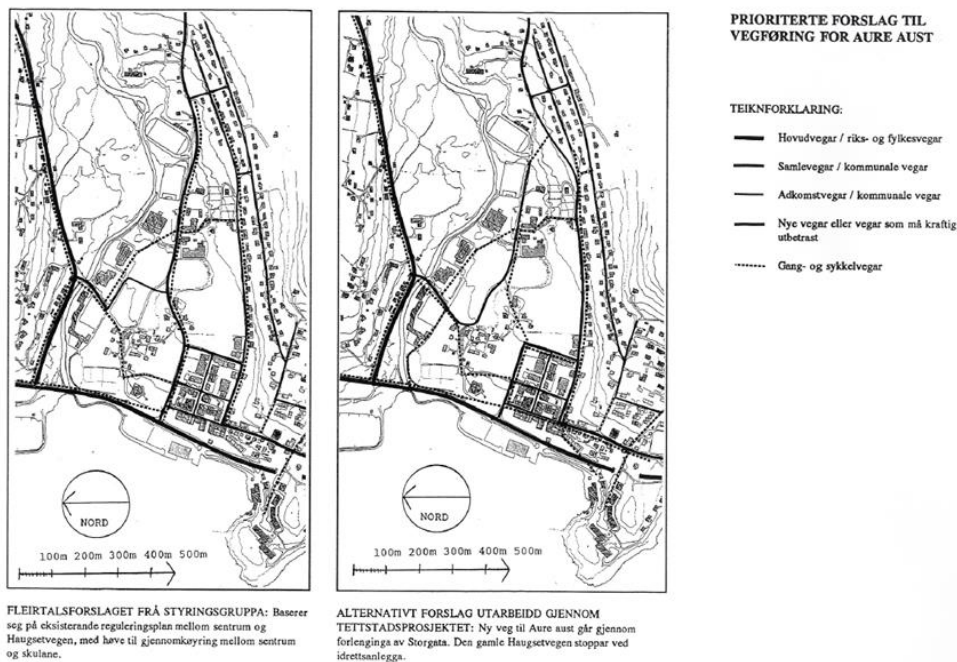 PRIORITERTE FORSLAG TIL
VEGFØRING FOR AURE AUST
TEIKNFORKLARING:
Hovudvegar / riks- og fylkesvegar
Samlevegar / kommunale vegar
Adkomstvegar / kommunale vegar
Nye vegar eller vegar som må kraftig
utbetrast
Gang- og sykkelvegar
NORD
100m 200m 300m 400m 500m
NORD
100m 200m 300m 400m 500m
FLEIRTALSFORSLAGET FRÅ STYRINGSGRUPPA: Baserer
seg på eksisterande reguleringsplan mellom sentrum og
Haugsetvegen, med høve til gjennomkøyring mellom sentrum
og skulane.
ALTERNATIVT FORSLAG UTARBEIDD GJENNOM
TETTSTADSPROSJEKTET: Ny veg til Aure aust går gjennom
forlenginga av Storgata. Den gamle Haugsetvegen stoppar ved
idrettsanlegga.